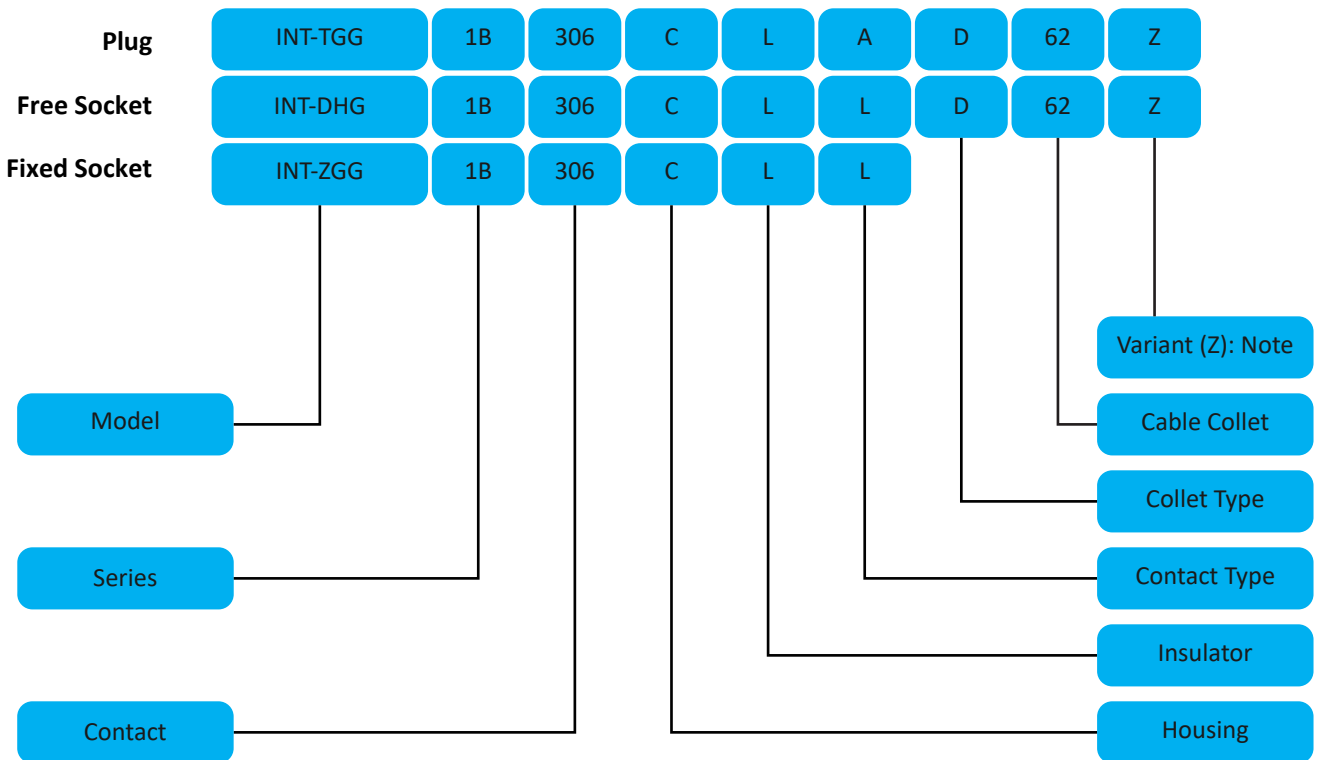 Plug INT-TGG 1B 306 C L A D 62 Z
Free Socket INT-DHG 1B 306 C L L D 62 Z
Fixed Socket INT-ZGG 1B 306 C L L
Variant (Z): Note
Model
Cable Collet
Collet Type
Series
Contact Type
Insulator
Contact
Housing